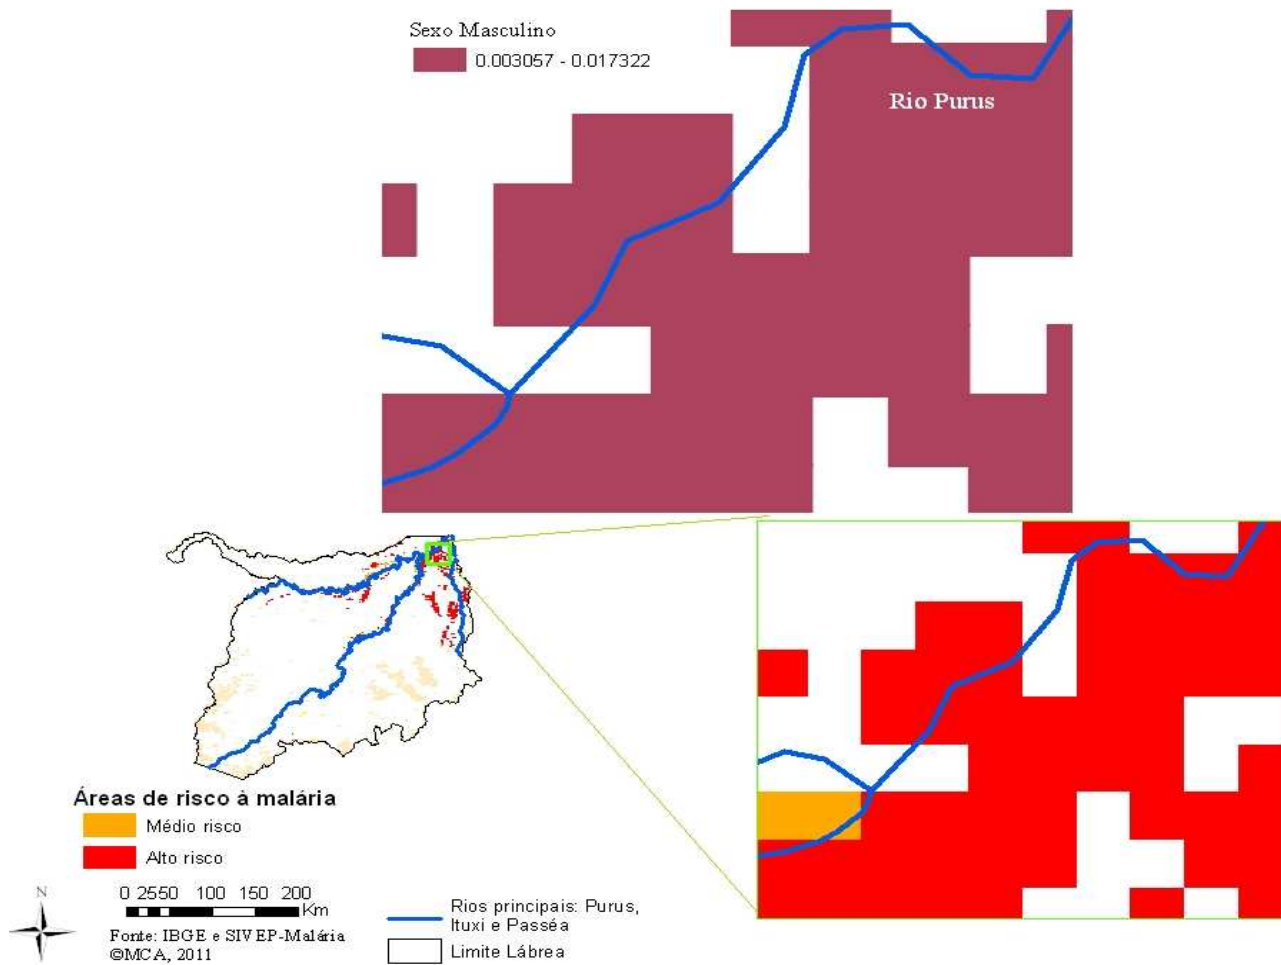 Sexo Masculino
0.003057 - 0.017322
Rio Purus
Áreas de risco à malária
Médio risco
Alto risco
N
0 2550 100 150 200
Km
Fonte: IBGE e SIVEP-Malária
©MCA, 2011
Rios principais: Purus,
Ituxi e Passéa
Limite Lábrea